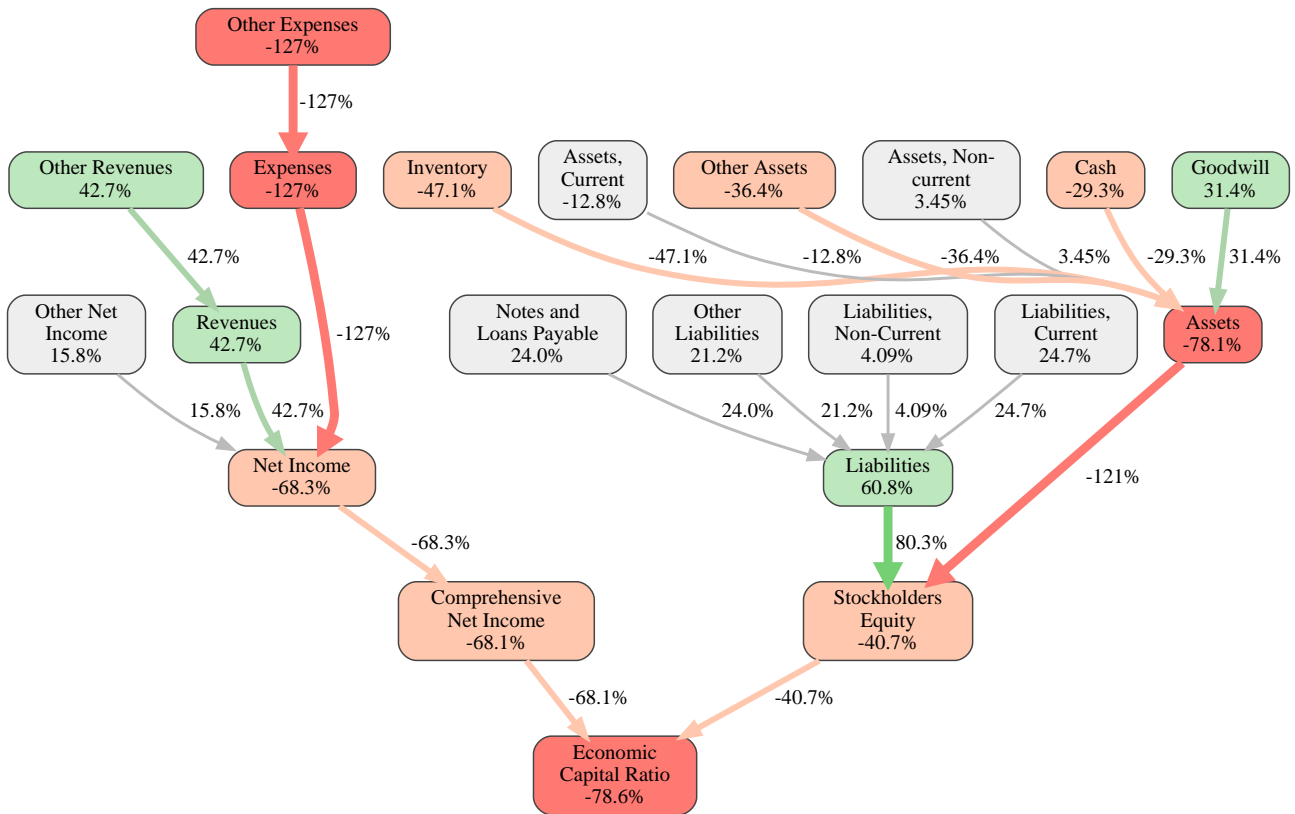 Other Expenses
-127%
-127%
Other Revenues
42.7%
Expenses
-127%
Inventory
-47.1%
Assets,
Current
-12.8%
Other Assets
-36.4%
Assets, Non-
current
3.45%
Cash
-29.3%
Goodwill
31.4%
42.7%
-47.1%
-12.8%
-36.4%
3.45%
-29.3%
31.4%
Other Net
Income
15.8%
Revenues
42.7%
-127%
Notes and
Loans Payable
24.0%
Other
Liabilities
21.2%
Liabilities,
Non-Current
4.09%
Liabilities,
Current
24.7%
Assets
-78.1%
15.8%
42.7%
24.0%
21.2%
4.09%
24.7%
Net Income
-68.3%
Liabilities
60.8%
-121%
-68.3%
80.3%
Comprehensive
Net Income
-68.1%
Stockholders
Equity
-40.7%
-68.1%
-40.7%
Economic
Capital Ratio
-78.6%